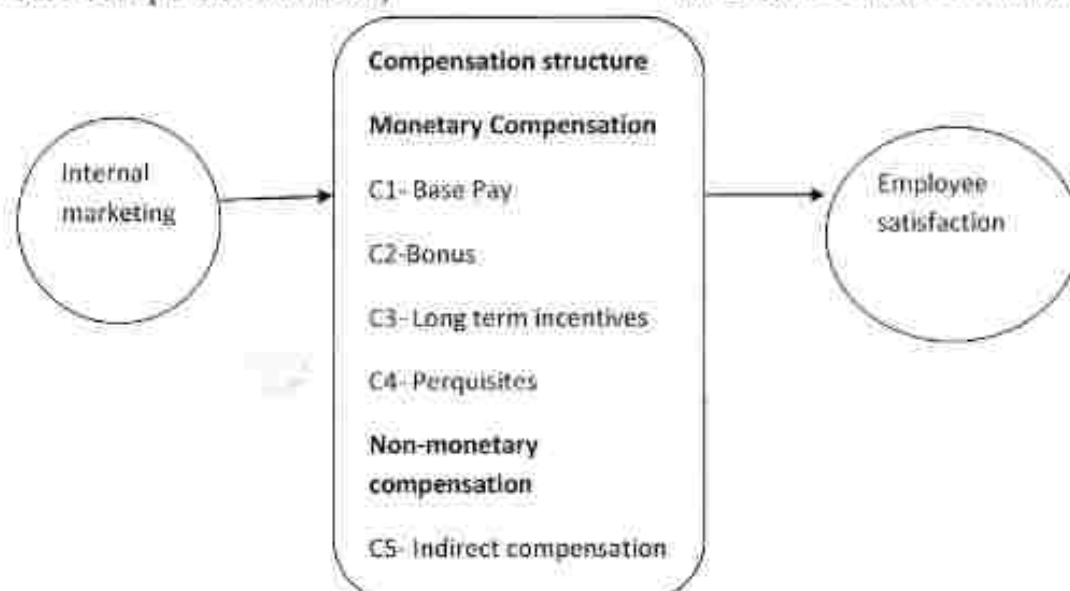 Compensation structure
Monetary Compensation
Internal
marketing
C1- Base Pay
C2-Bonus
C3- Long term incentives
C4- Perquisites
Non-monetary
compensation
C5- Indirect compensation
Employee
satisfaction